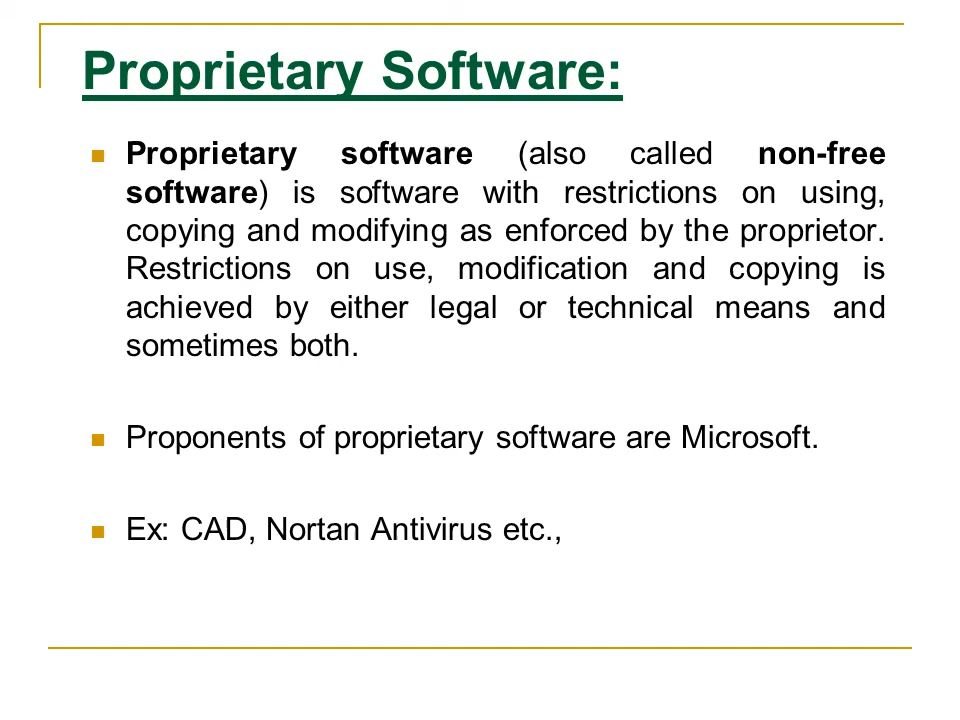 Proprietary Software:
Proprietary software (also called non-free
software) is software with restrictions on using,
copying and modifying as enforced by the proprietor.
Restrictions on use, modification and copying is
achieved by either legal or technical means and
sometimes both.
Proponents of proprietary software are Microsoft.
Ex: CAD, Nortan Antivirus etc.,